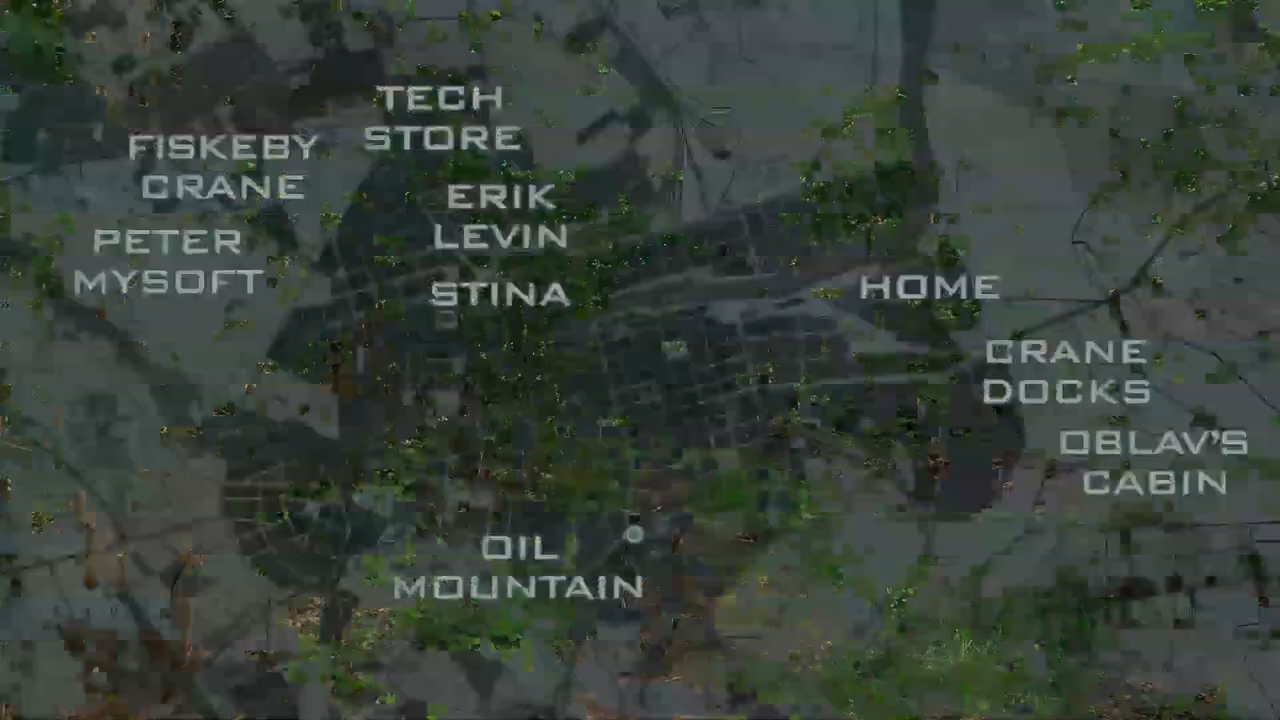 TECH
STORE
FISKEBY
CRANE
ERIK
LEVIN
PETER
MYSOFT
STINA
HOME
CRANE
DOCKS
OBLAV'S
CABIN
OIL
MOUNTAIN